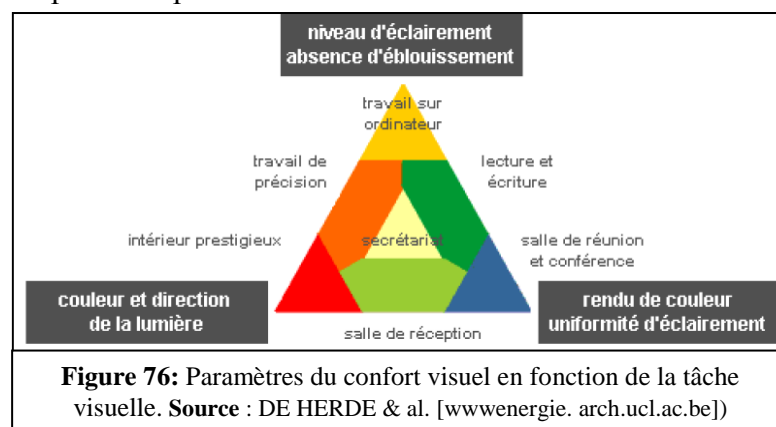 niveau d'éclairement
absence d'éblouissement
travail sur
ordinateur
travail de
précision
lecture et
écriture
intérieur prestigieux
secrétariat
salle de réunion
et conférence
couleur et direction
de la lumière
rendu de couleur
uniformité d'éclairement
salle de réception
Figure 76: Paramètres du confort visuel en fonction de la tâche
visuelle. Source : DE HERDE & al. [wwwenergie. arch.ucl.ac.be])